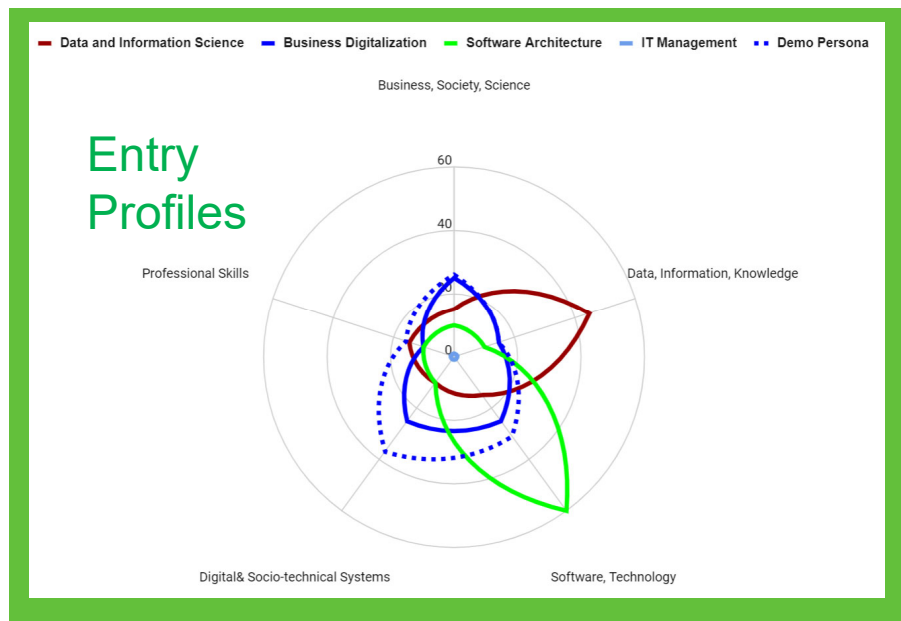 Data and Information Science Business Digitalization Software Architecture IT Management Demo Persona
Business, Society, Science
Entry
Profiles
60
40
Professional Skills
Data, Information, Knowledge
0
0
Digital& Socio-technical Systems
Software, Technology